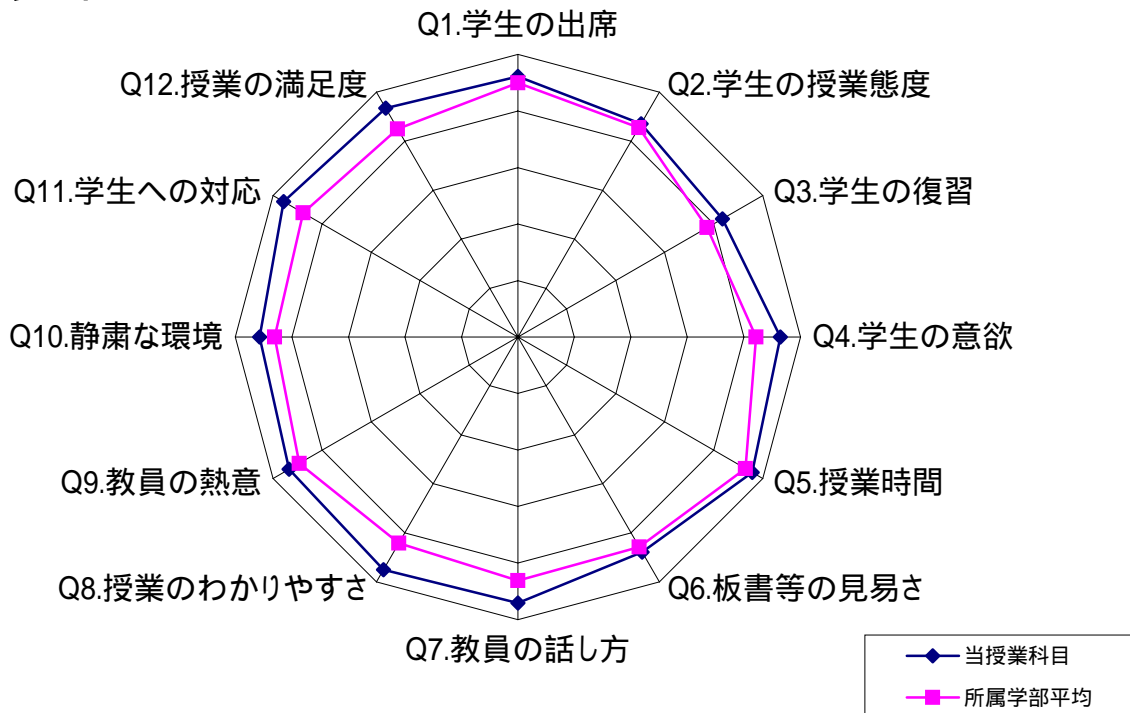 Q1.学生の出席
Q2.学生の授業態度
Q3.学生の復習
Q4.学生の意欲
Q5.授業時間
Q6.板書等の見易さ
Q7.教員の話し方
Q8.授業のわかりやすさ
Q9.教員の熱意
Q10.静粛な環境
Q11.学生への対応
Q12.授業の満足度
当授業科目
所属学部平均